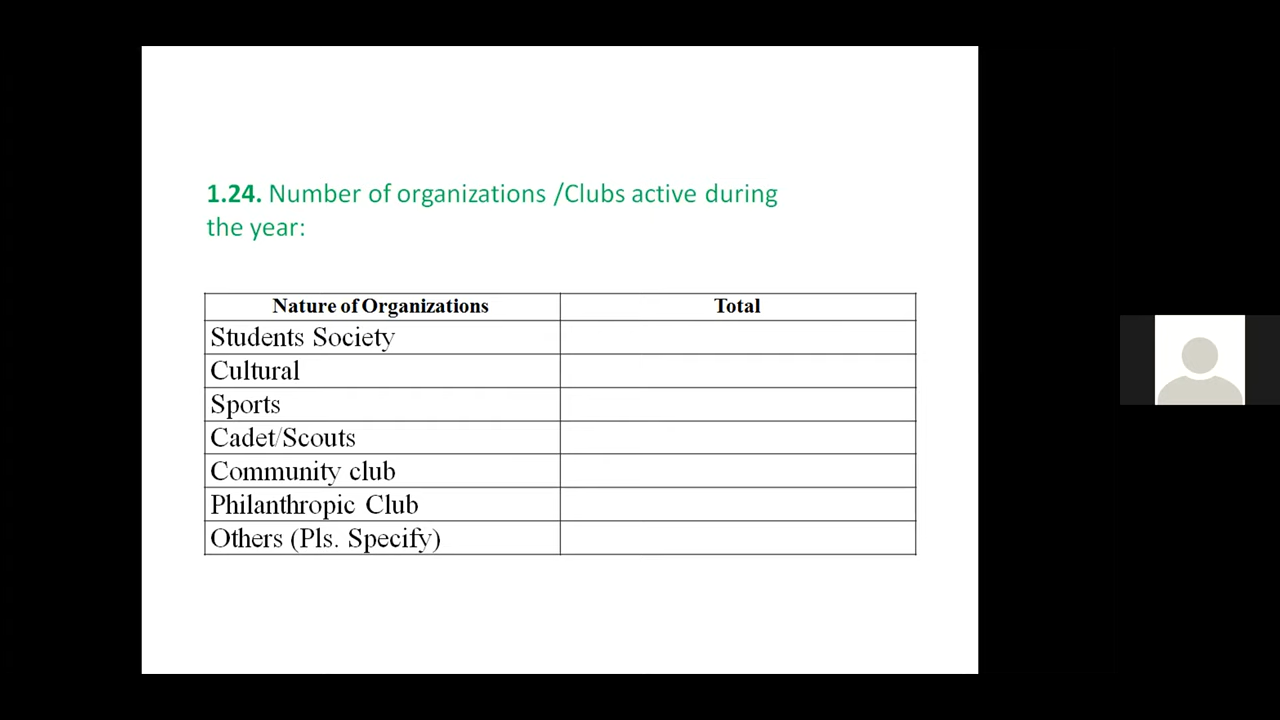 1.24. Number of organizations /Clubs active during
the year:
Nature of Organizations Total
Students Society
Cultural
Sports
Cadet/Scouts
Community club
Philanthropic Club
Others (Pls. Specify)